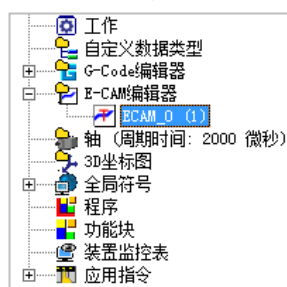 工作
自定义数据类型
G-Code编辑器
E-CAM编辑器
ECAM_0 (1)
轴 (周期时间: 2000 微秒)
3D坐标图
全局符号
程序
功能块
装置监控表
应用指令